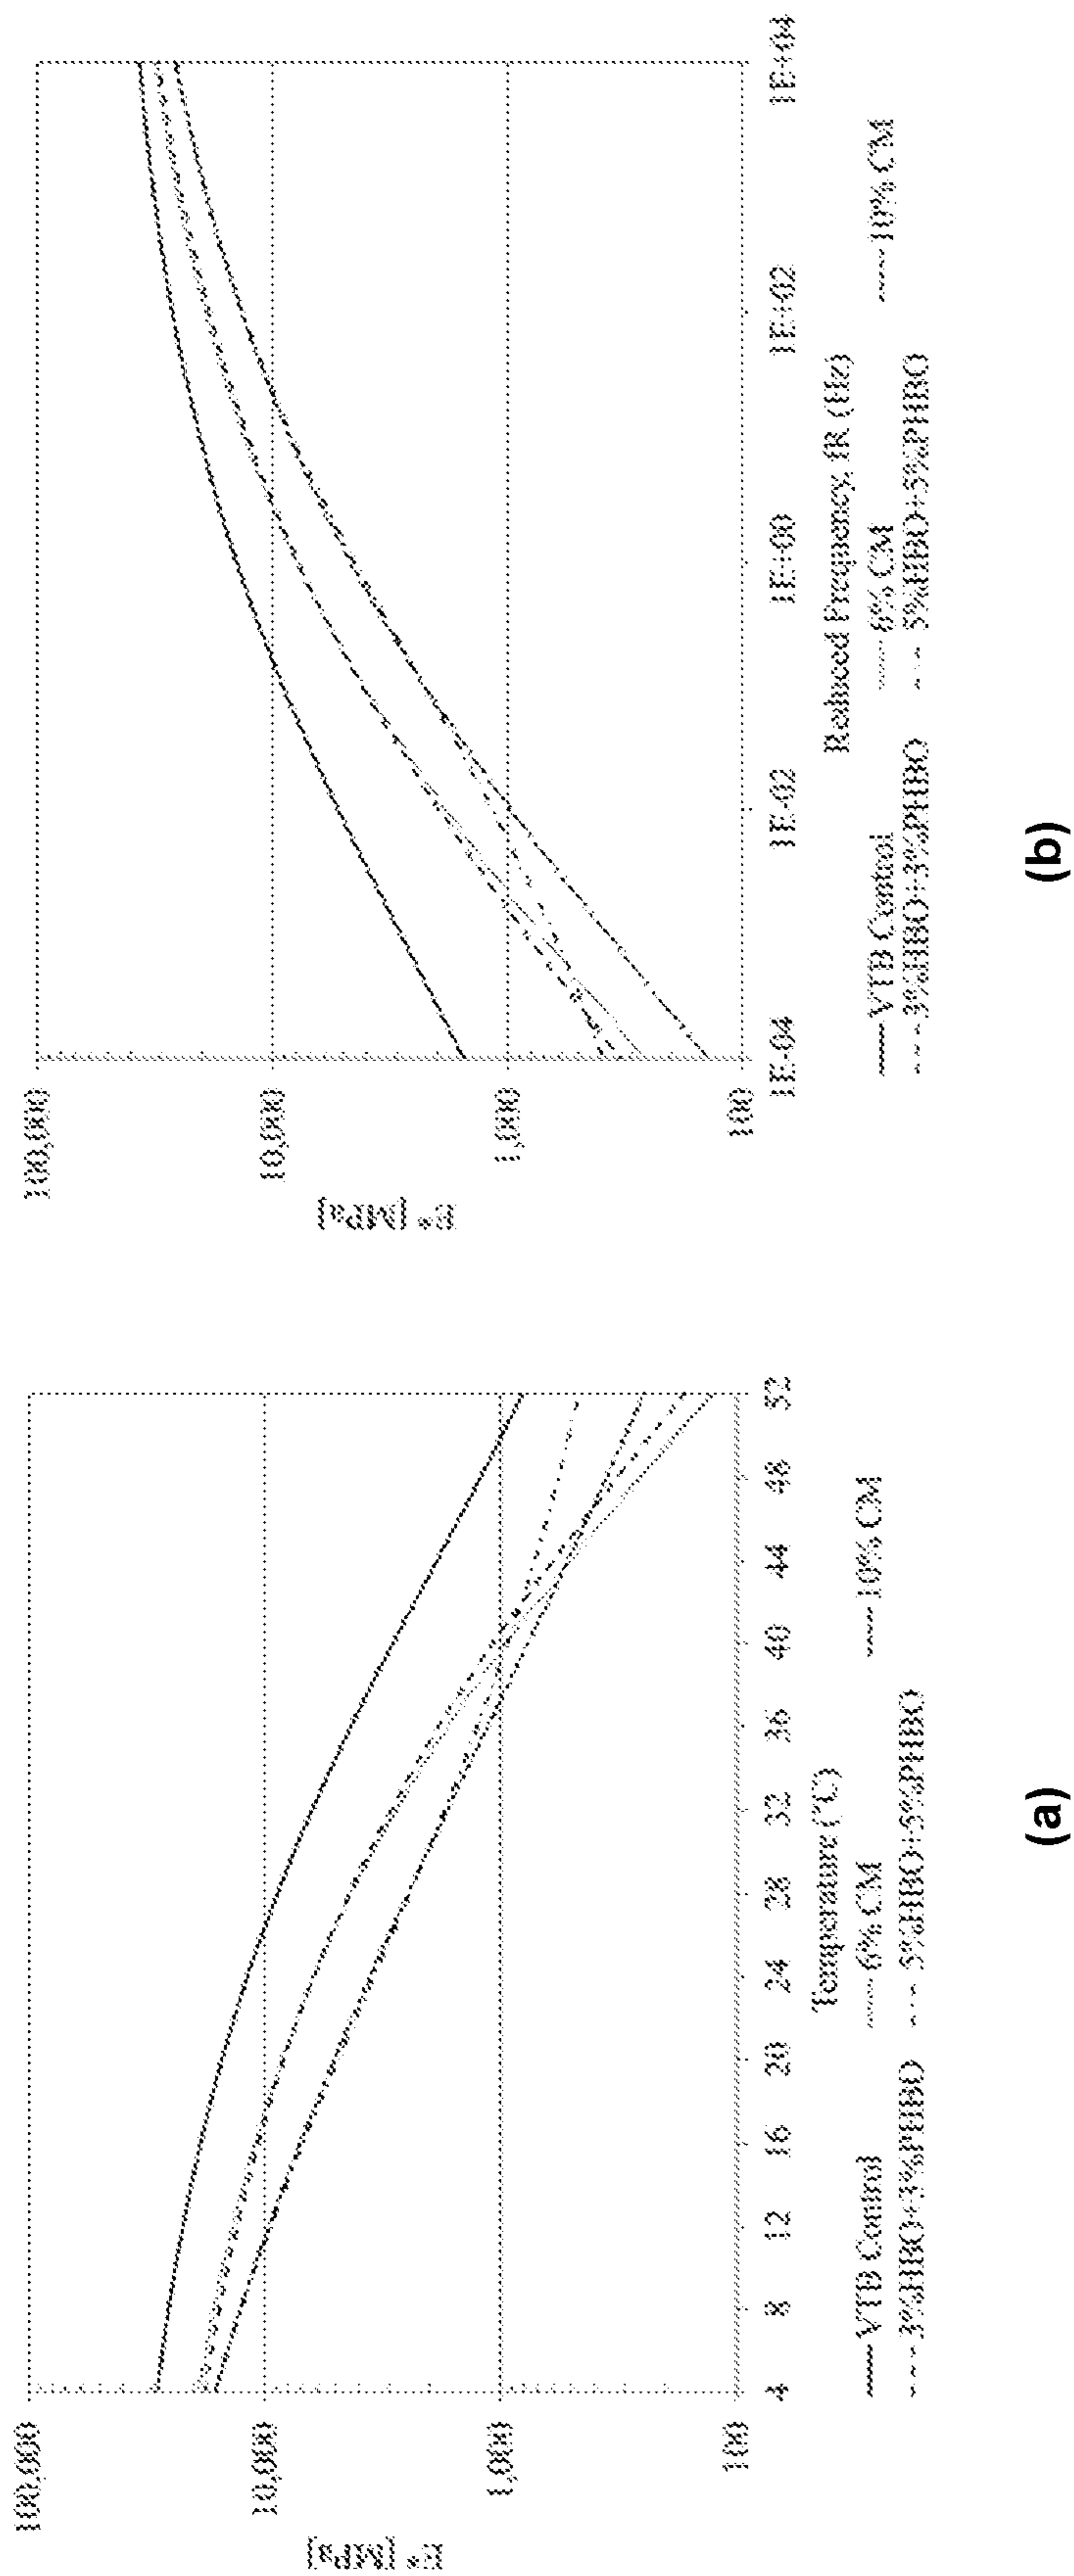 100,000
10,000
1,000
100
E* [MPa]
4 8 12 16 20 24 28 32 36 40 44 48 52
Temperature (°C)
VTB Control 6% CM 10% CM
3%HBO+3%PHBO 5%HBO+5%PHBO
(a)
100,000
10,000
1,000
100
E* [MPa]
1E-04 1E-02 1E+00 1E+02 1E+04
Reduced Frequency, fR (Hz)
VTB Control 6% CM 10% CM
3%HBO+3%PHBO 5%HBO+5%PHBO
(b)